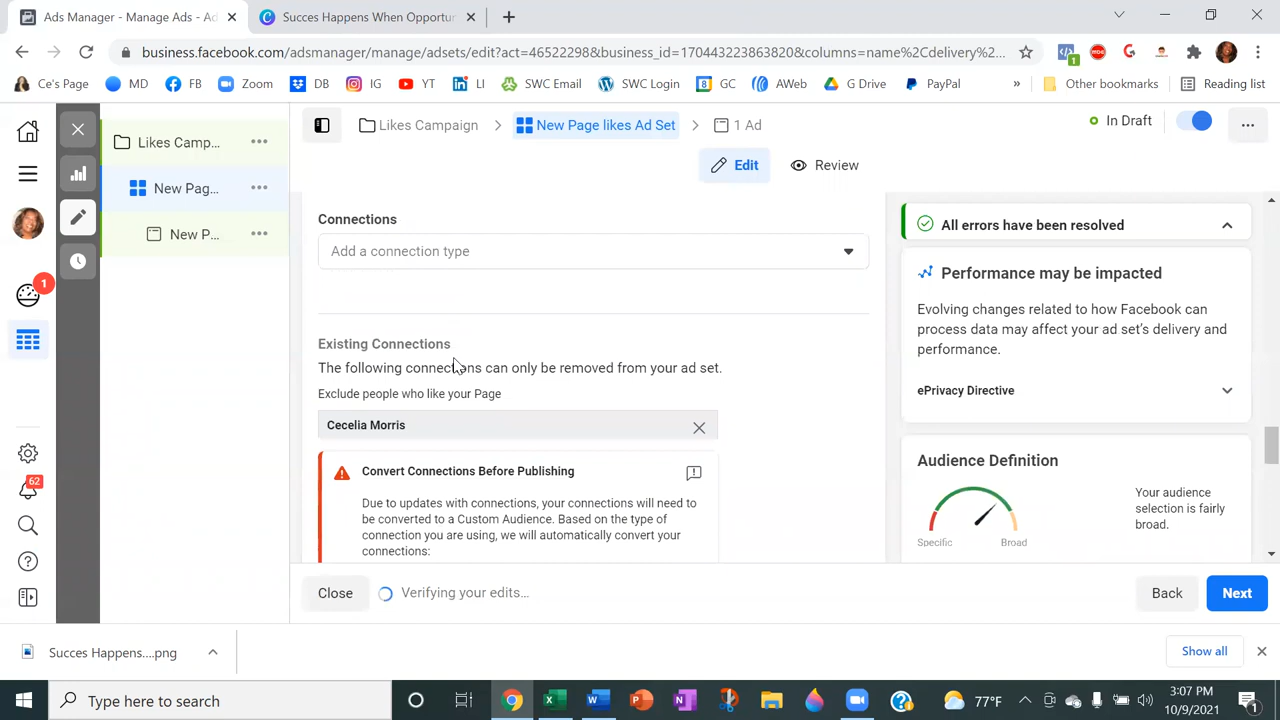 Ads Manager - Manage Ads - Ad
Succes Happens When Opportu
business.facebook.com/adsmanager/manage/adsets/edit?act=46522298&business_id=170443223863820&columns=name%2Cdelivery%2C...
1
Ce's Page
MD
FB
Zoom
DB
IG
YT
LI
SWC Email
SWC Login
GC
AWeb
G Drive
PayPal
»
Other bookmarks
Reading list
Likes Campaign
New Page likes Ad Set
1 Ad
In Draft
Likes Camp...
New Pag...
New P...
Edit
Review
1
62
Connections
Add a connection type
Existing Connections
The following connections can only be removed from your ad set.
Exclude people who like your Page
Cecelia Morris
Convert Connections Before Publishing
Due to updates with connections, your connections will need
to be converted to a Custom Audience. Based on the type of
connection you are using, we will automatically convert your
connections:
All errors have been resolved
Performance may be impacted
Evolving changes related to how Facebook can
process data may affect your ad set's delivery and
performance.
ePrivacy Directive
Audience Definition
Specific
Broad
Your audience
selection is fairly
broad.
Close
Verifying your edits...
Back
Next
Succes Happens....png
Show all
Type here to search
77°F
3:07 PM
10/9/2021
1